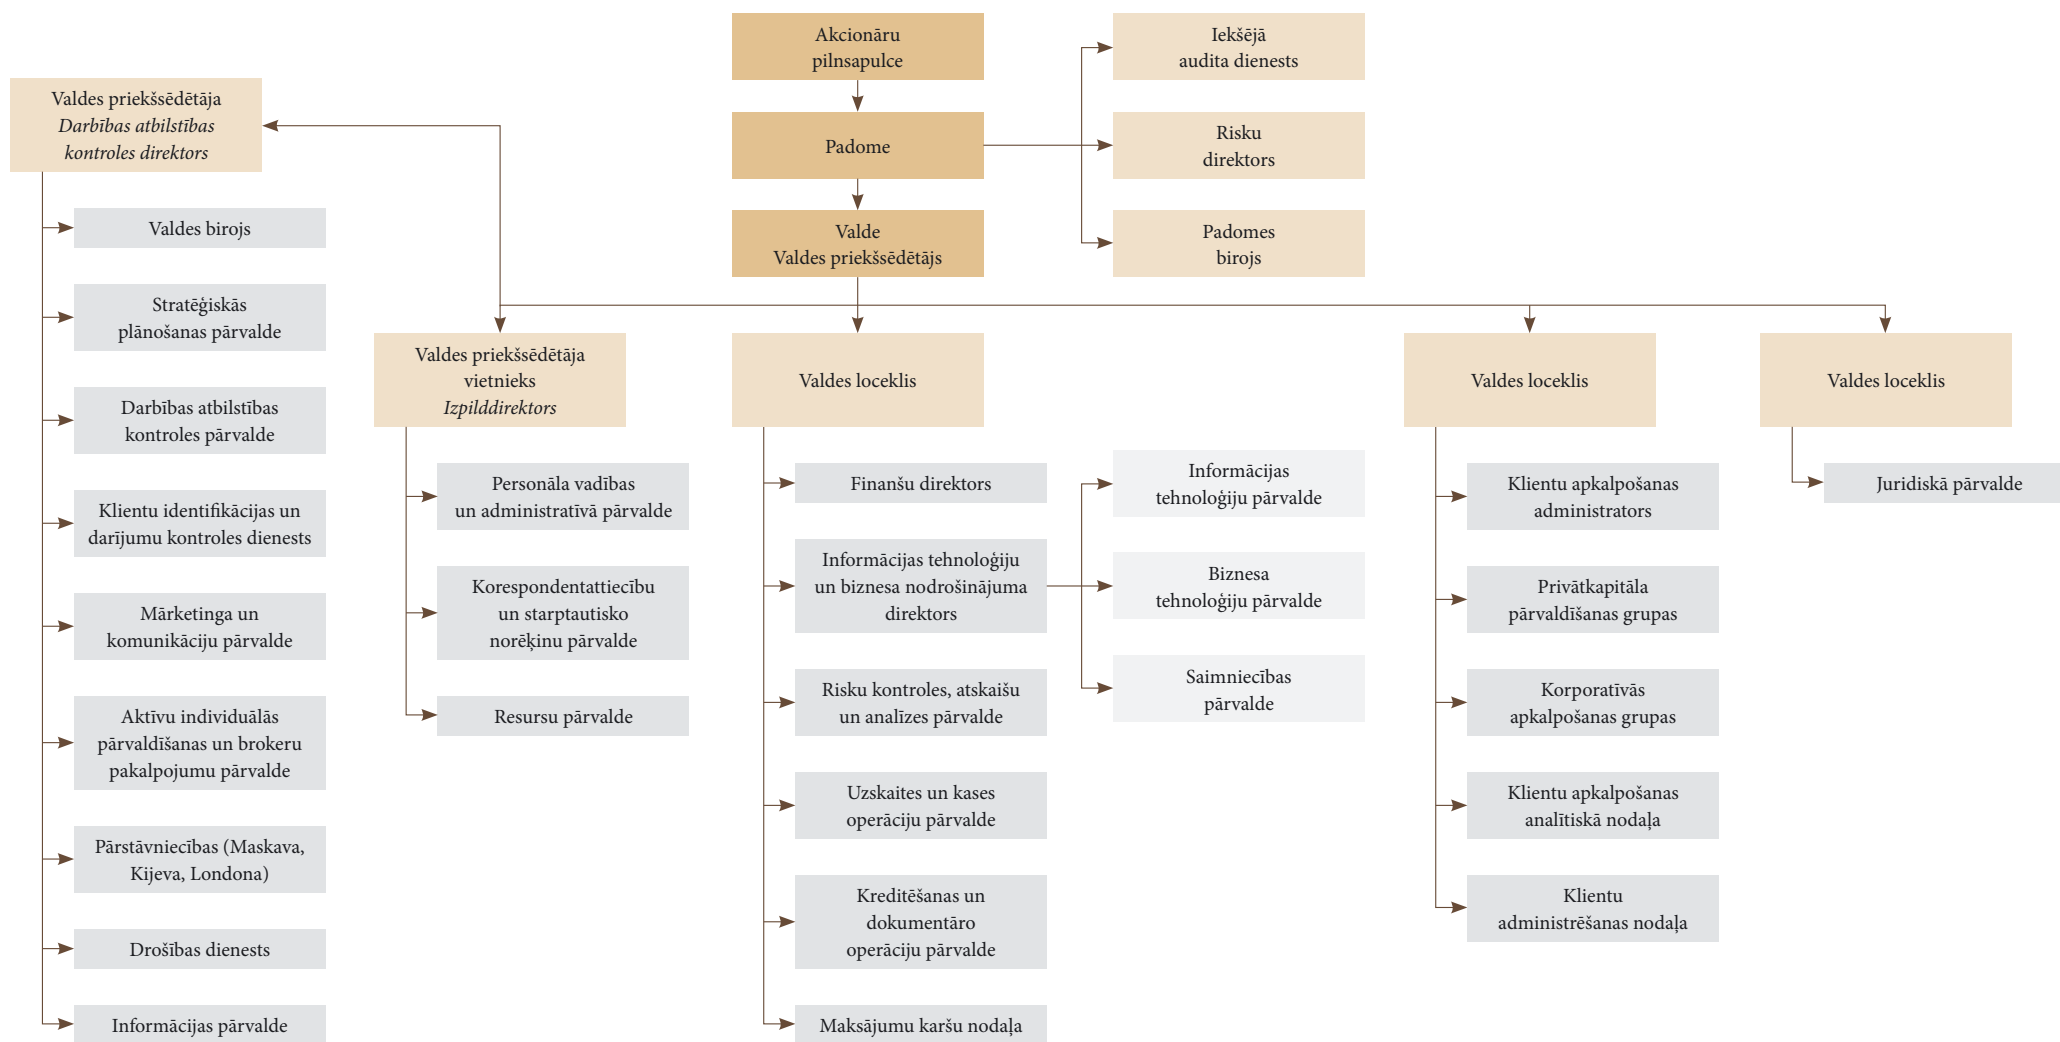 Akcionāru
pilnsapulce
Padome
Valde
Valdes priekšsēdētājs
Iekšējā
audita dienests
Risku
direktors
Padomes
birojs
Valdes priekšsēdētāja
Darbības atbilstības
kontroles direktors
Valdes birojs
Stratēģiskās
plānošanas pārvalde
Darbības atbilstības
kontroles pārvalde
Klientu identifikācijas un
darījumu kontroles dienests
Mārketinga un
komunikāciju pārvalde
Aktīvu individuālās
pārvaldīšanas un brokeru
pakalpojumu pārvalde
Pārstāvniecības (Maskava,
Kijeva, Londona)
Drošības dienests
Informācijas pārvalde
Valdes priekšsēdētāja
vietnieks
Izpilddirektors
Personāla vadības
un administratīvā pārvalde
Korespondentattiecību
un starptautisko
norēķinu pārvalde
Resursu pārvalde
Valdes loceklis
Finanšu direktors
Informācijas tehnoloģiju
un biznesa nodrošinājuma
direktors
Risku kontroles, atskaišu
un analīzes pārvalde
Uzskaites un kases
operāciju pārvalde
Kreditēšanas un
dokumentāro
operāciju pārvalde
Maksājumu karšu nodaļa
Informācijas
tehnoloģiju pārvalde
Biznesa
tehnoloģiju pārvalde
Saimniecības
pārvalde
Valdes loceklis
Klientu apkalpošanas
administrators
Privātkapitāla
pārvaldīšanas grupas
Korporatīvās
apkalpošanas grupas
Klientu apkalpošanas
analītiskā nodaļa
Klientu
administrēšanas nodaļa
Valdes loceklis
Juridiskā pārvalde